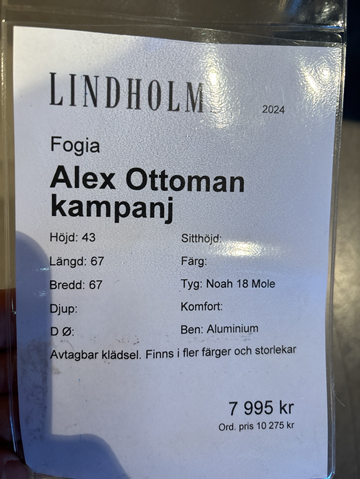 LINDHOLM
2024
Fogia
Alex Ottoman
kampanj
Höjd: 43 Sitthöjd:
Längd: 67 Färg:
Bredd: 67 Tyg: Noah 18 Mole
Djup: Komfort:
D Ø: Ben: Aluminium
Avtagbar klädsel. Finns i fler färger och storlekar
7 995 kr
Ord. pris 10 275 kr